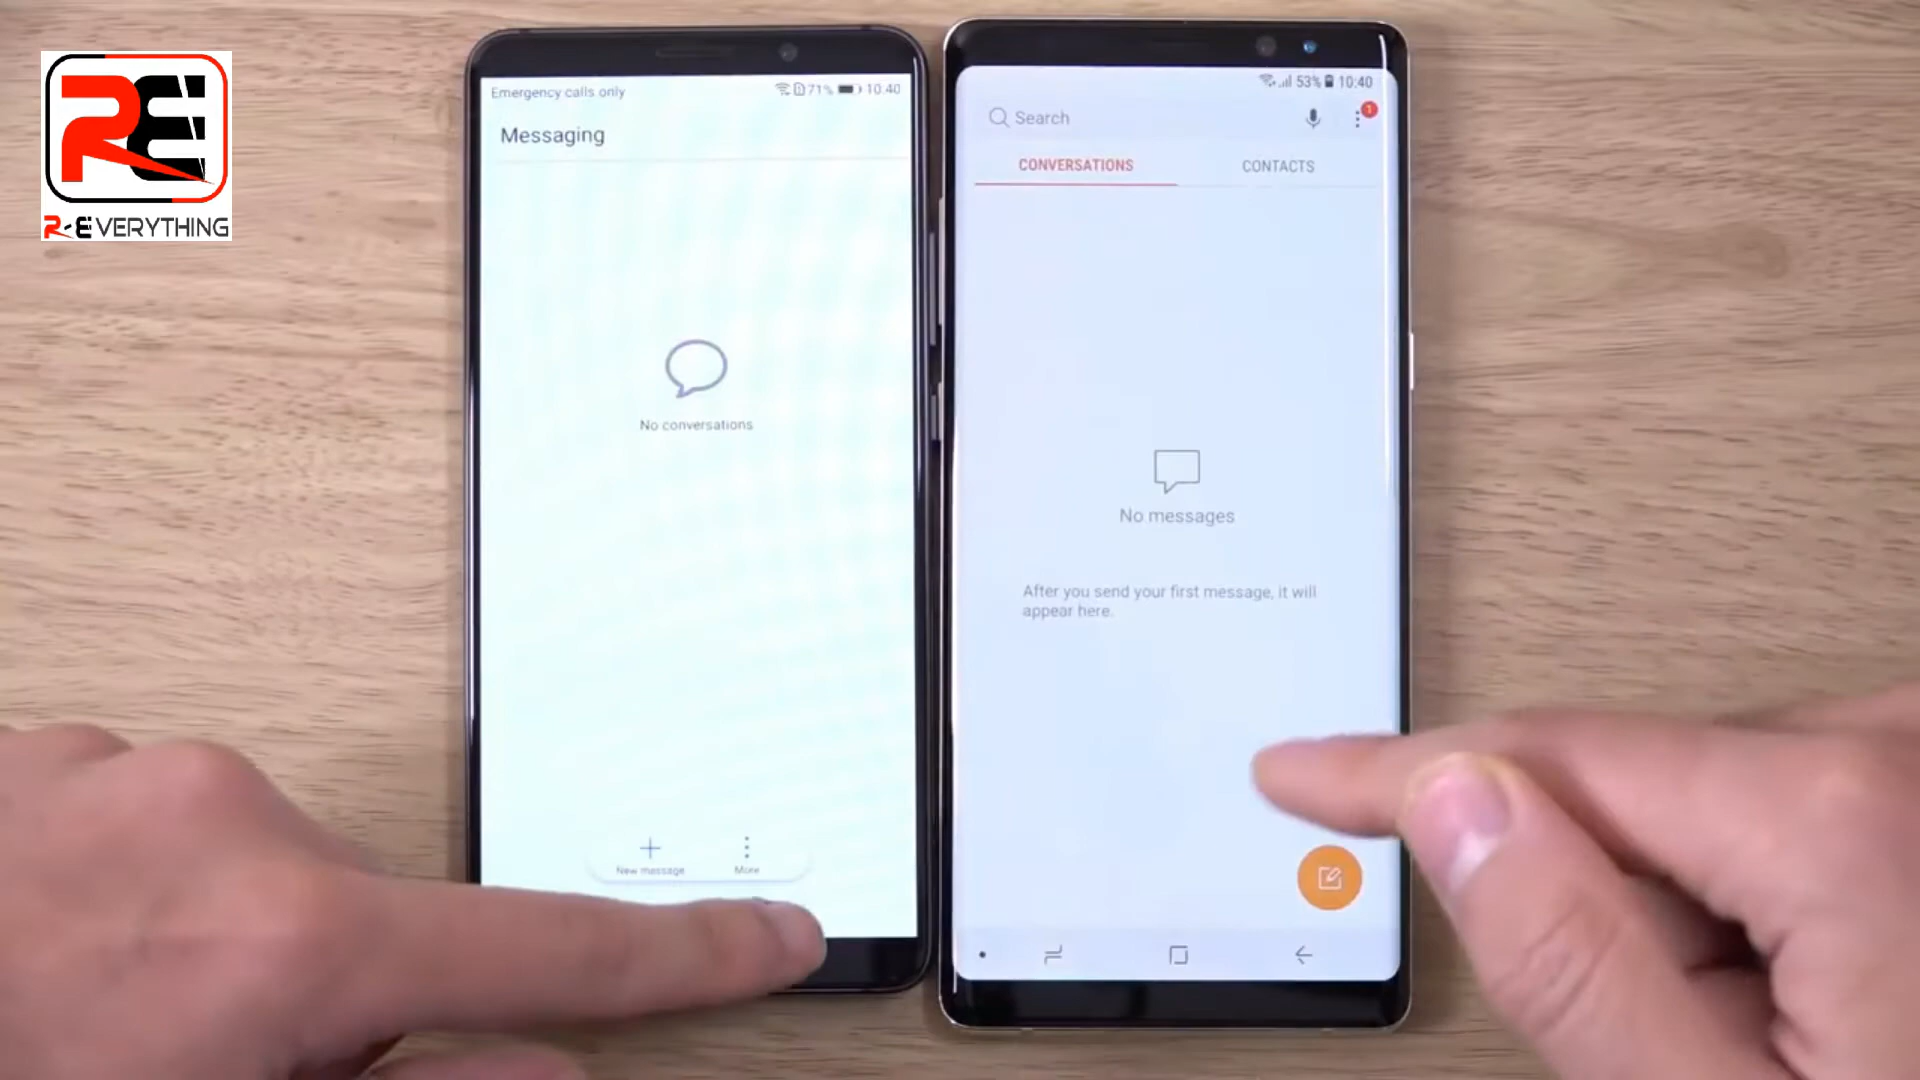 RE
R-EVERYTHING
Emergency calls only
71%
10:40
Messaging
No conversations
New message
More
53%
10:40
Search
1
CONVERSATIONS
CONTACTS
No messages
After you send your first message, it will
appear here.